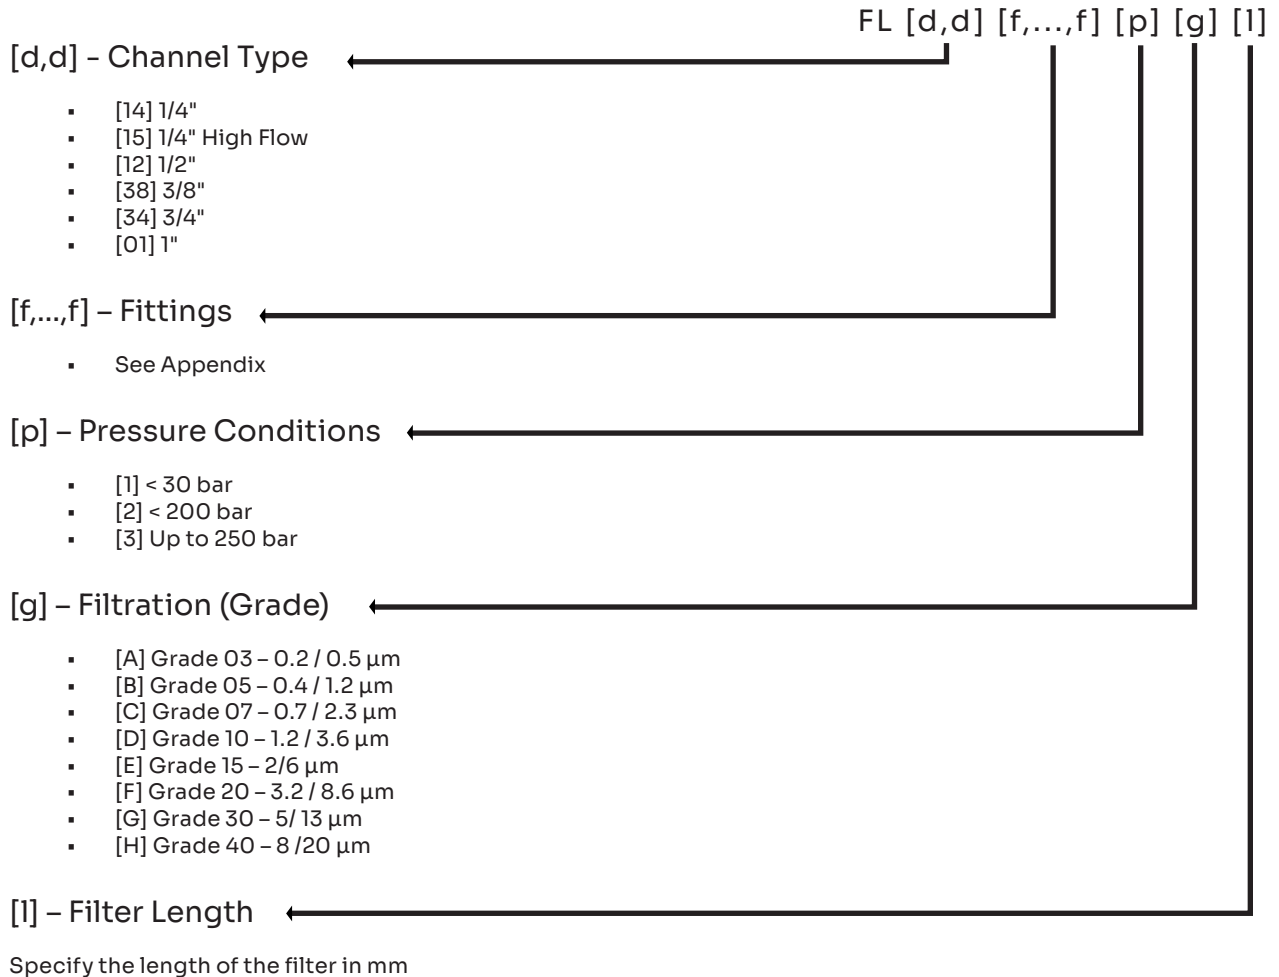 FL [d,d] [f,...,f] [p] [g] [l]
[d,d] – Channel Type
▪ [14] 1/4"
▪ [15] 1/4" High Flow
▪ [12] 1/2"
▪ [38] 3/8"
▪ [34] 3/4"
▪ [01] 1"
[f,...,f] – Fittings
▪ See Appendix
[p] – Pressure Conditions
▪ [1] < 30 bar
▪ [2] < 200 bar
▪ [3] Up to 250 bar
[g] – Filtration (Grade)
▪ [A] Grade 03 – 0.2 / 0.5 µm
▪ [B] Grade 05 – 0.4 / 1.2 µm
▪ [C] Grade 07 – 0.7 / 2.3 µm
▪ [D] Grade 10 – 1.2 / 3.6 µm
▪ [E] Grade 15 – 2/6 µm
▪ [F] Grade 20 – 3.2 / 8.6 µm
▪ [G] Grade 30 – 5/ 13 µm
▪ [H] Grade 40 – 8 /20 µm
[l] – Filter Length
Specify the length of the filter in mm